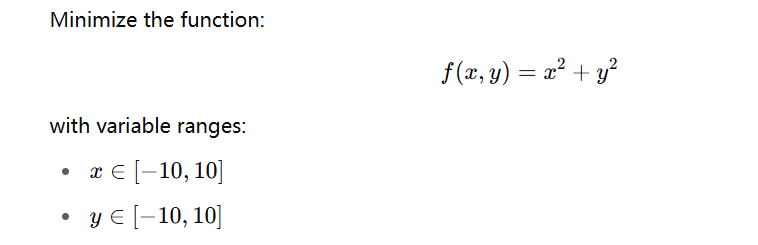 Minimize the function:
f(x, y) = x² + y²
with variable ranges:
• x ∈ [−10, 10]
• y ∈ [−10, 10]